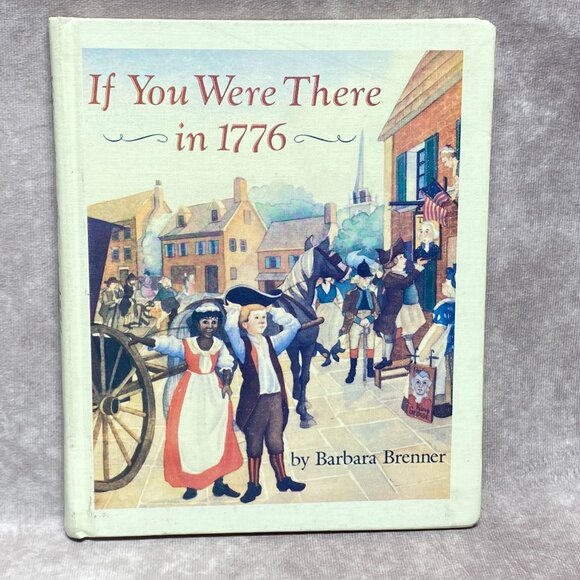 If You Were There
in 1776
by Barbara Brenner